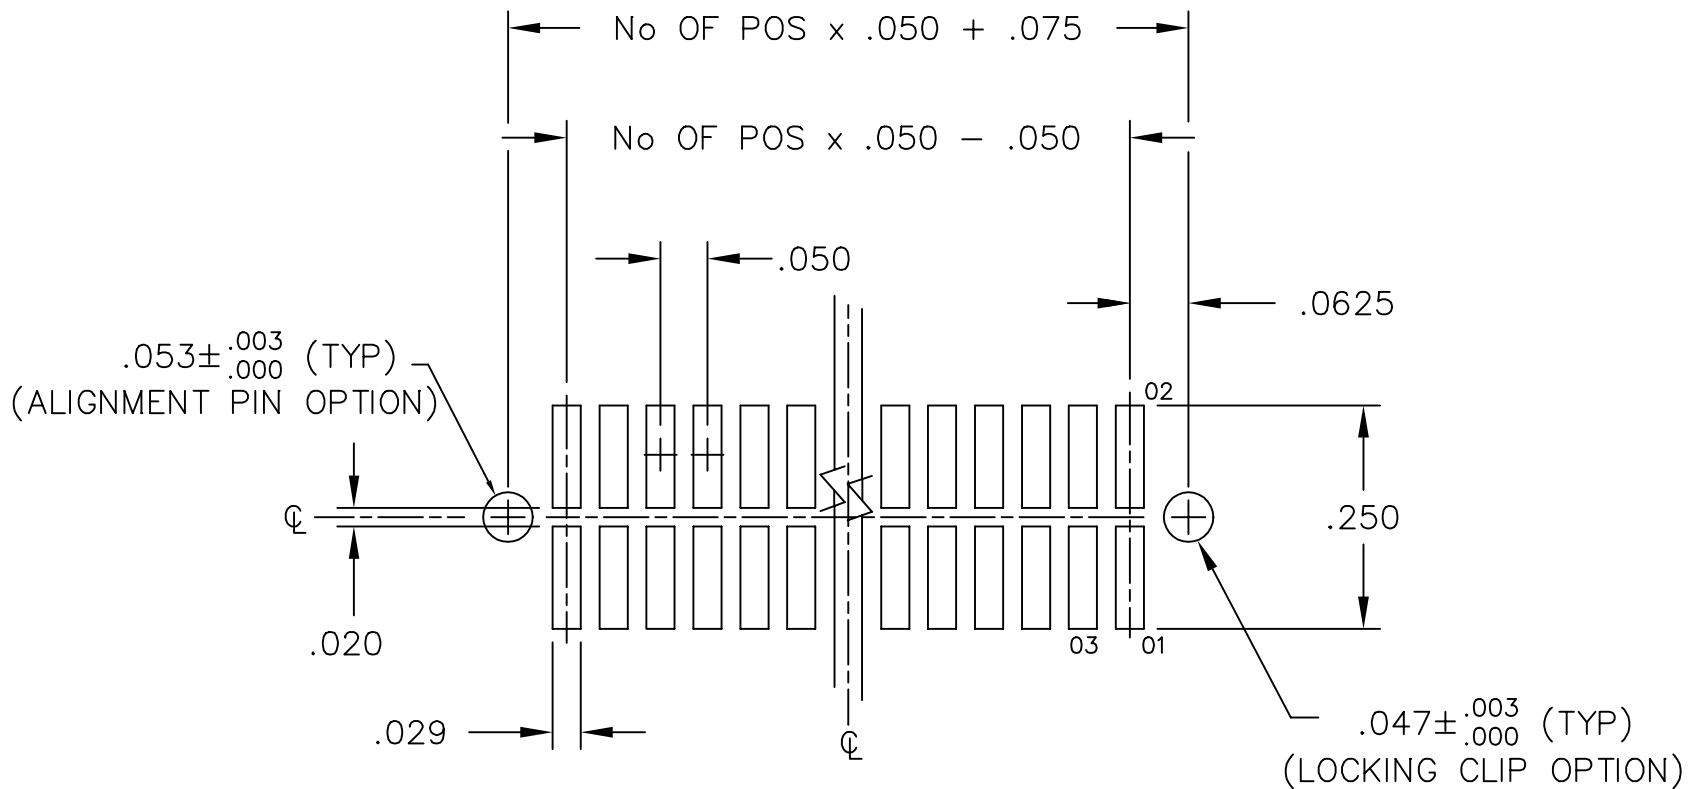 No OF POS x .050 + .075
No OF POS x .050 - .050
.050
.0625
.053± .003 .000 (TYP)
(ALIGNMENT PIN OPTION)
02
℄
.250
.020
03 01
.029
℄
.047± .003 .000 (TYP)
(LOCKING CLIP OPTION)